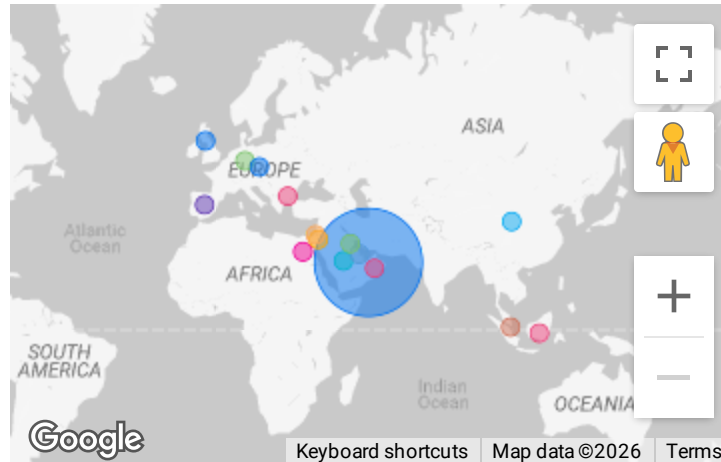 ASIA
EUROPE
Atlantic
Ocean
AFRICA
SOUTH
AMERICA
Indian
Ocean
OCEANIA
Google
Keyboard shortcuts
Map data ©2026
Terms